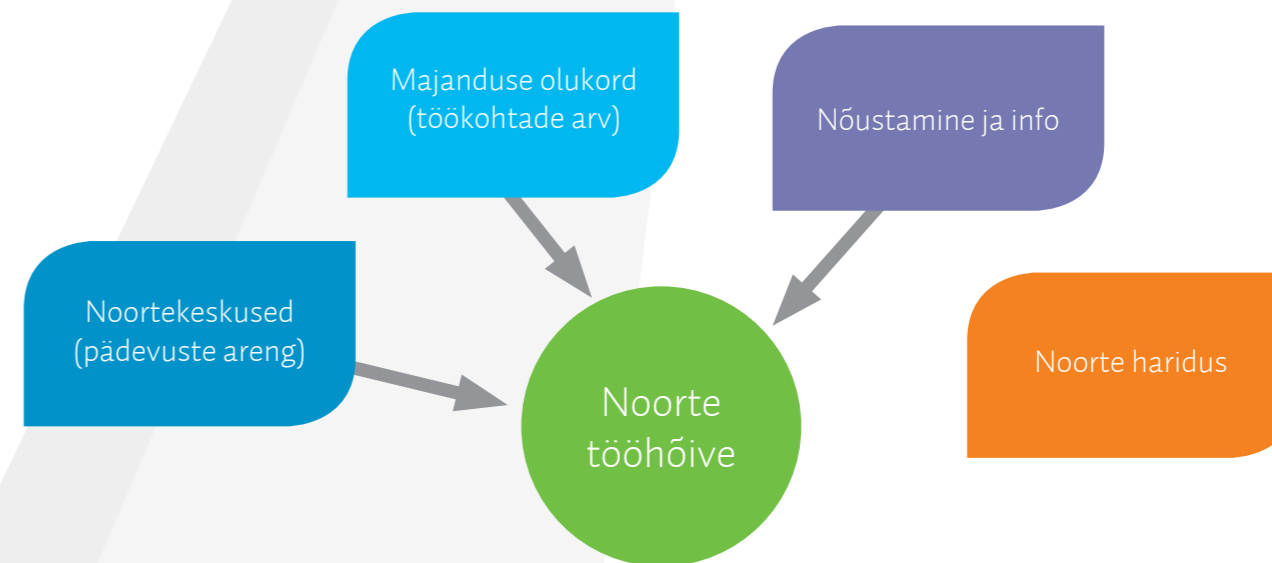 Majanduse olukord
(töökohtade arv)
Nõustamine ja info
Noortekeskused
(pädevuste areng)
Noorte haridus
Noorte
tööhõive